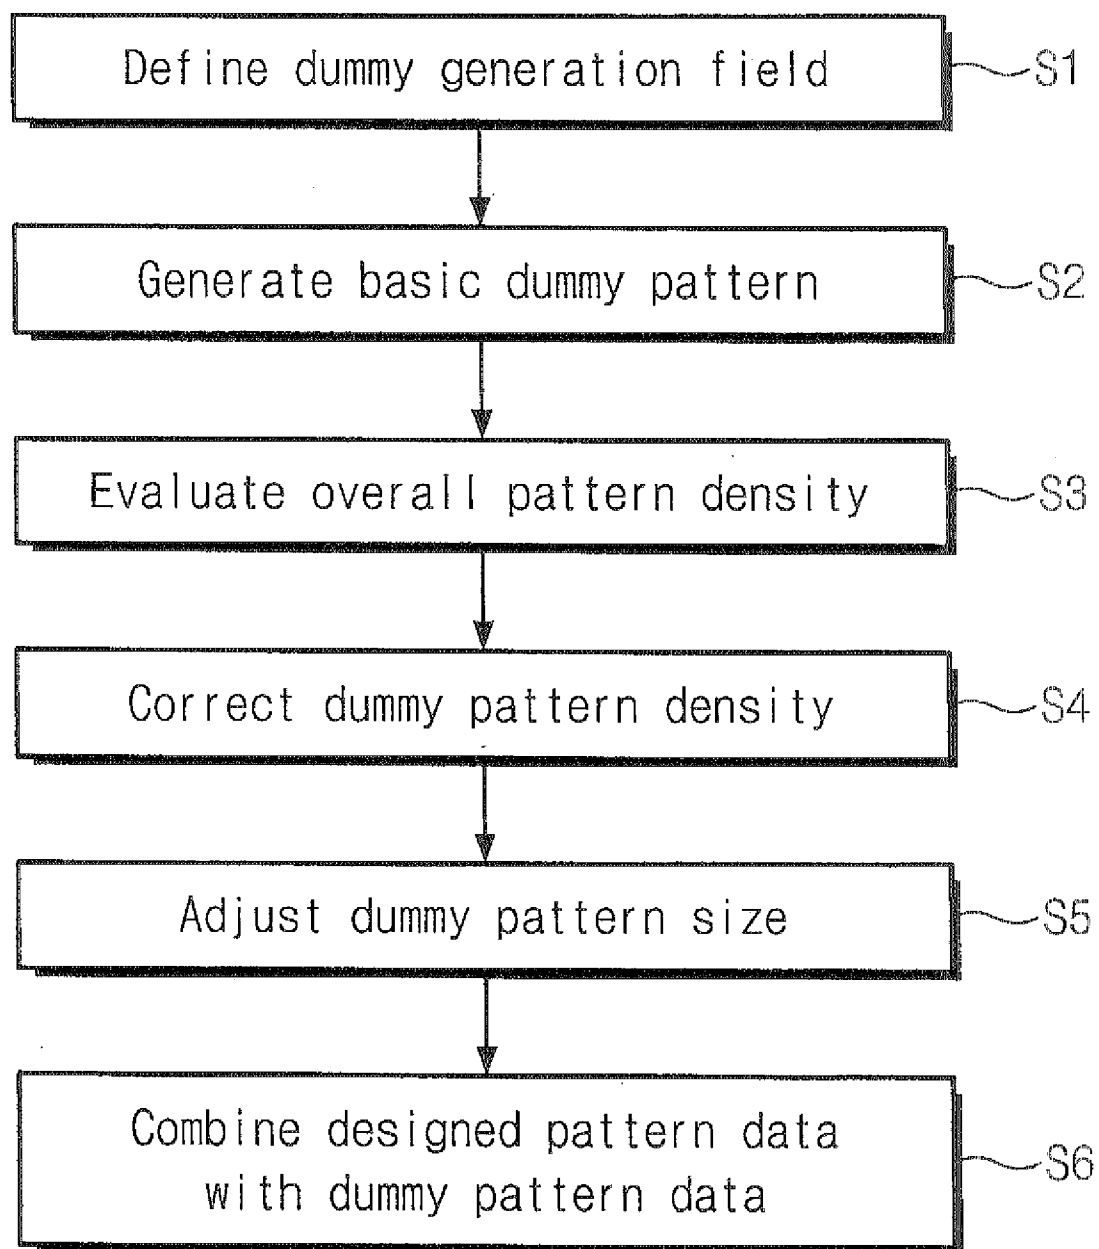 Define dummy generation field
S1
Generate basic dummy pattern
S2
Evaluate overall pattern density
S3
Correct dummy pattern density
S4
Adjust dummy pattern size
S5
Combine designed pattern data
with dummy pattern data
S6